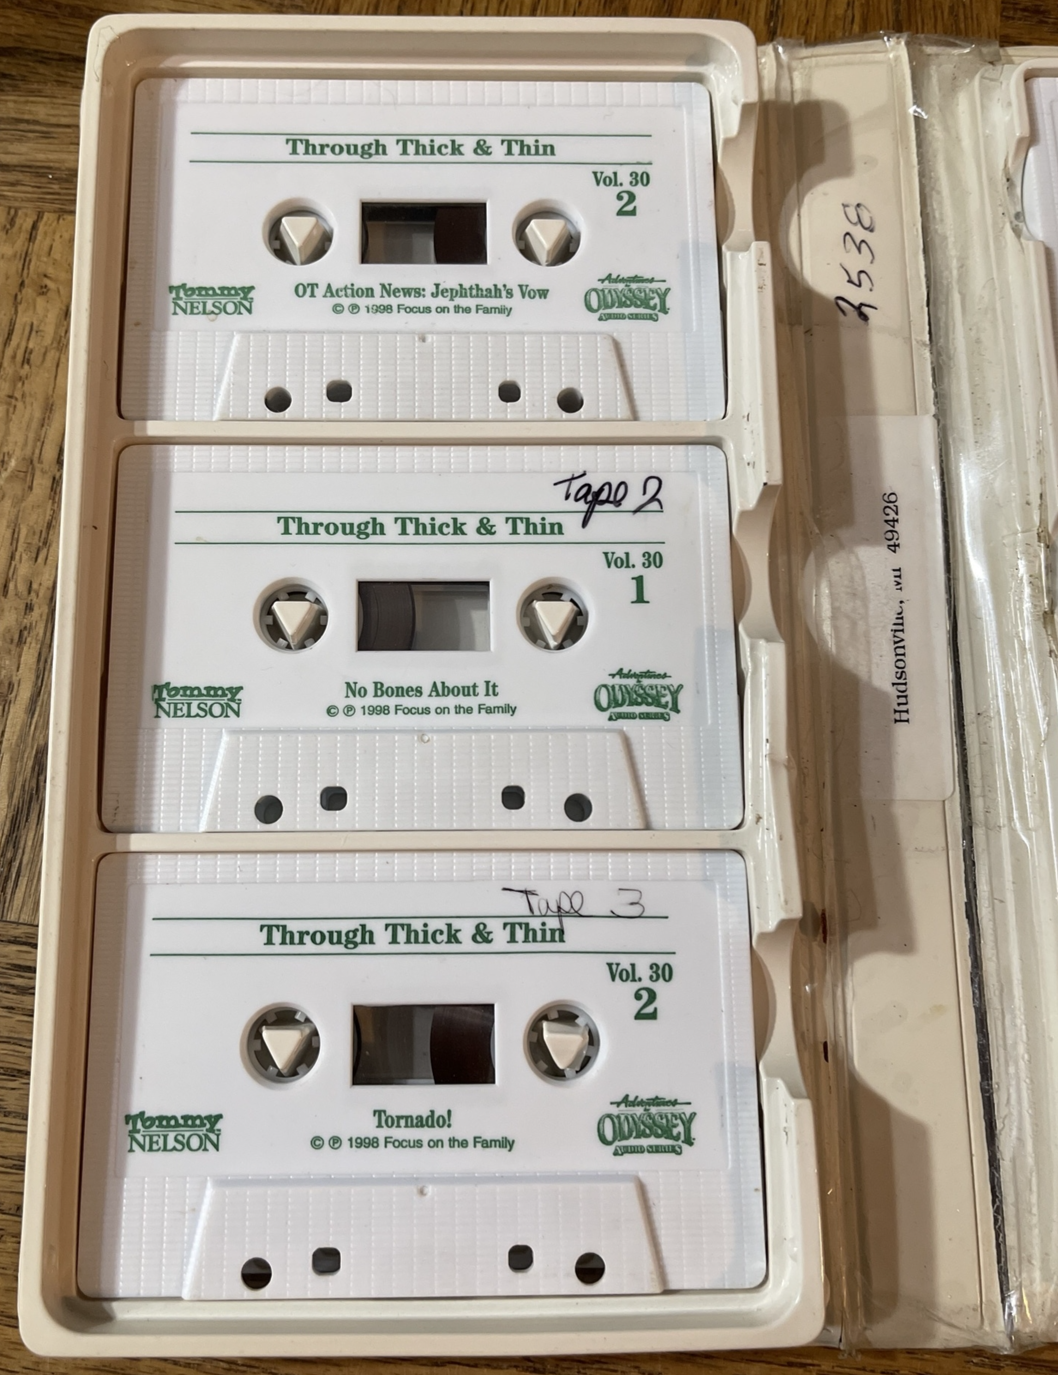 Through Thick & Thin
Vol. 30
2
Tommy
NELSON
OT Action News: Jephthah's Vow
© ℗ 1998 Focus on the Family
Adventures
IN
ODYSSEY
AUDIO SERIES
Tape 2
Through Thick & Thin
Vol. 30
1
Tommy
NELSON
No Bones About It
© ℗ 1998 Focus on the Family
Adventures
IN
ODYSSEY
AUDIO SERIES
Tape 3
Through Thick & Thin
Vol. 30
2
Tommy
NELSON
Tornado!
© ℗ 1998 Focus on the Family
Adventures
IN
ODYSSEY
AUDIO SERIES
2538
Hudsonville, MI 49426